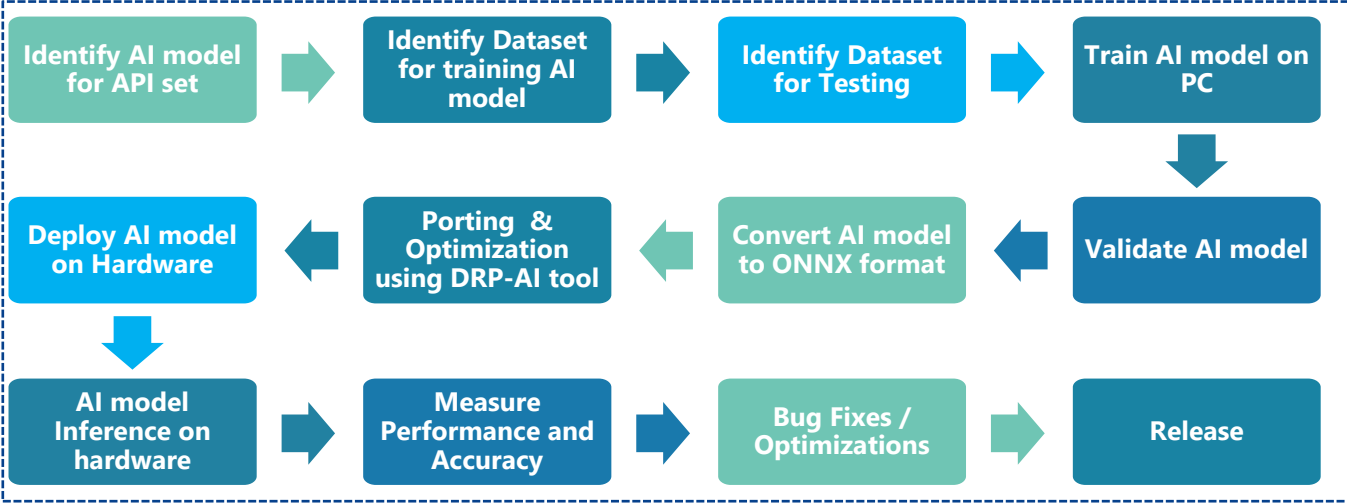 Identify AI model
for API set
Identify Dataset
for training AI
model
Identify Dataset
for Testing
Train AI model on
PC
Deploy AI model
on Hardware
Porting &
Optimization
using DRP-AI tool
Convert AI model
to ONNX format
Validate AI model
AI model
Inference on
hardware
Measure
Performance and
Accuracy
Bug Fixes /
Optimizations
Release